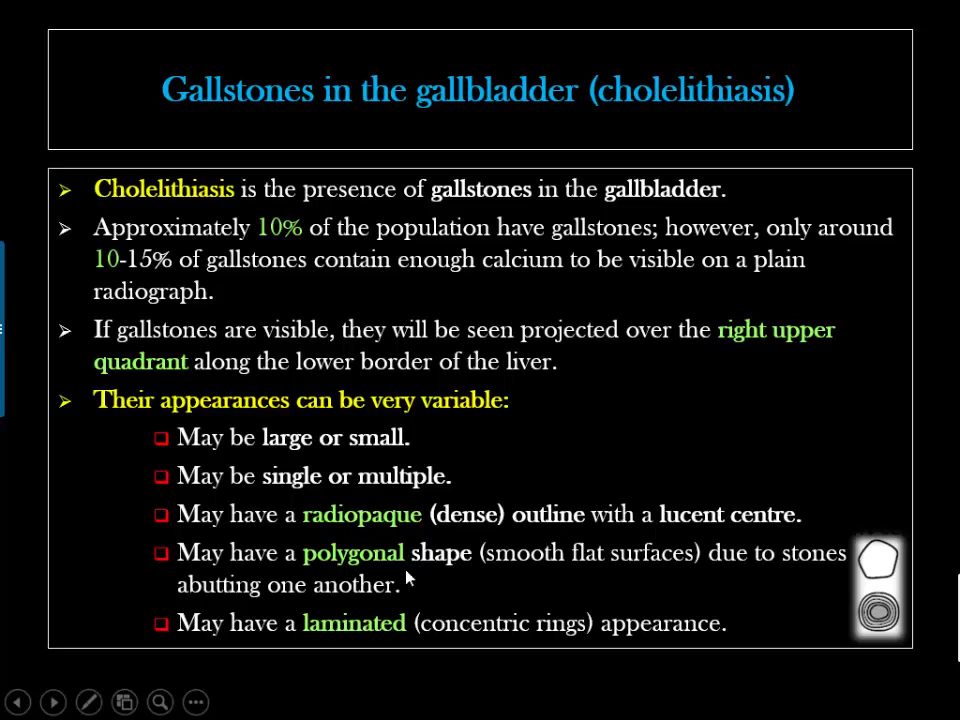 Gallstones in the gallbladder (cholelithiasis)
Cholelithiasis is the presence of gallstones in the gallbladder.
Approximately 10% of the population have gallstones; however, only around
10-15% of gallstones contain enough calcium to be visible on a plain
radiograph.
If gallstones are visible, they will be seen projected over the right upper
quadrant along the lower border of the liver.
Their appearances can be very variable:
May be large or small.
May be single or multiple.
May have a radiopaque (dense) outline with a lucent centre.
May have a polygonal shape (smooth flat surfaces) due to stones
abutting one another.
May have a laminated (concentric rings) appearance.